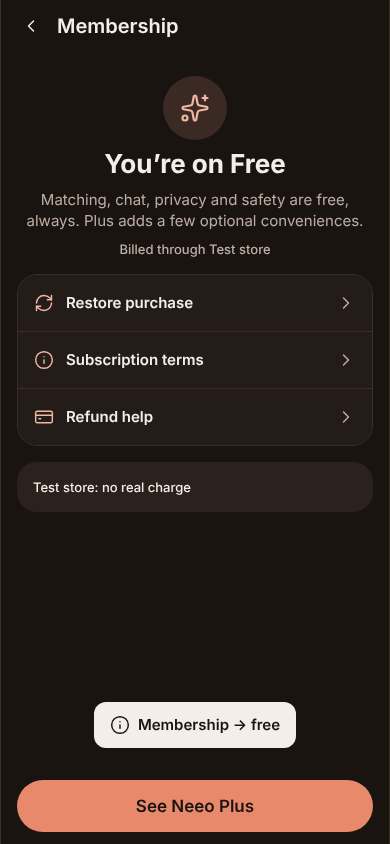 Membership
You’re on Free
Matching, chat, privacy and safety are free,
always. Plus adds a few optional conveniences.
Billed through Test store
Restore purchase
Subscription terms
Refund help
Test store: no real charge
Membership → free
See Neeo Plus